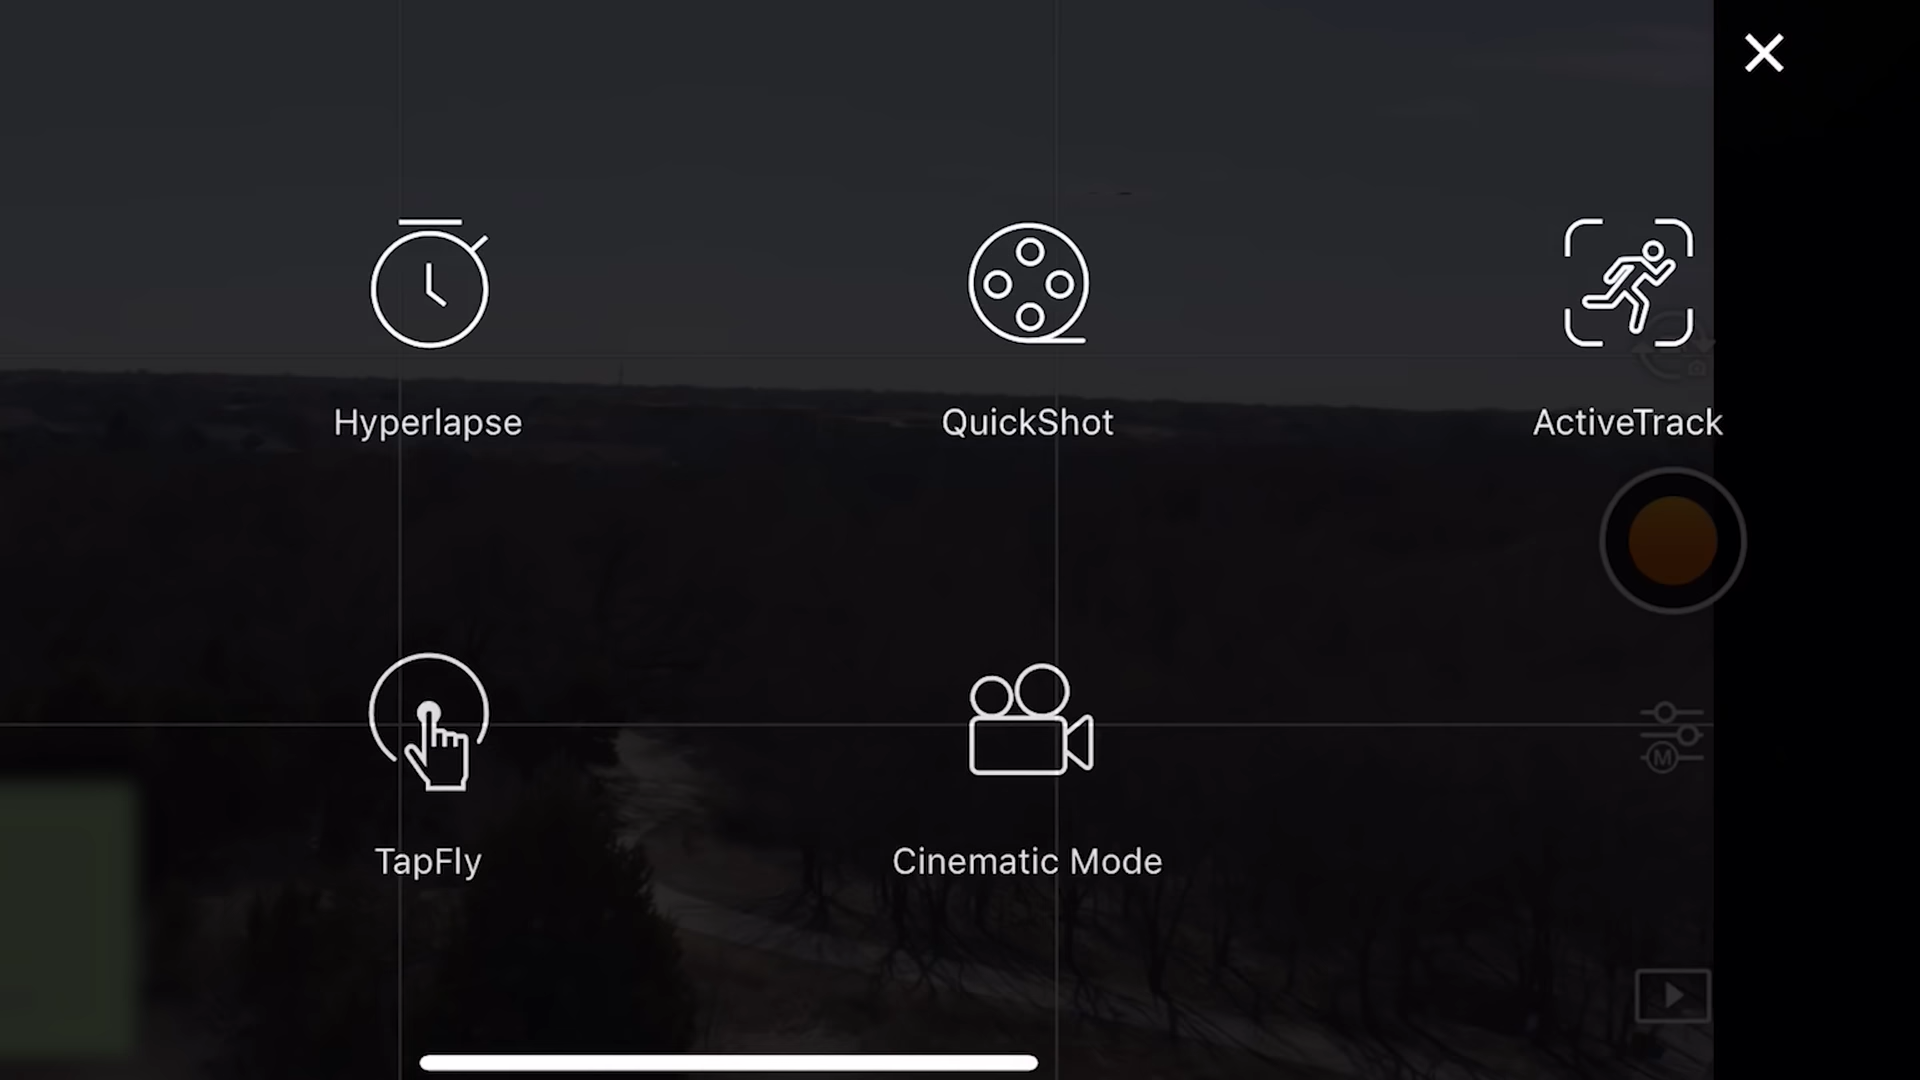 Hyperlapse
QuickShot
ActiveTrack
M
TapFly
Cinematic Mode